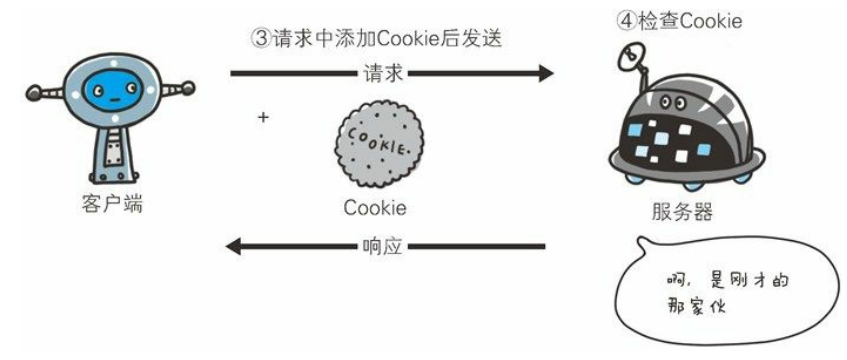 ③请求中添加Cookie后发送
④检查Cookie
请求
+
COOKIE.
客户端
Cookie
服务器
响应
啊, 是刚才的
那家伙